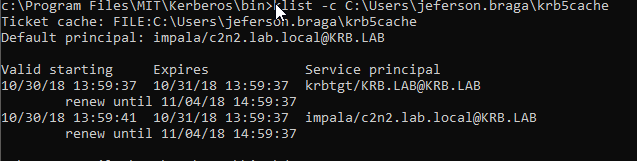 c:\Program Files\MIT\Kerberos\bin>klist -c C:\Users\jeferson.braga\krb5cache
Ticket cache: FILE:C:\Users\jeferson.braga\krb5cache
Default principal: impala/c2n2.lab.local@KRB.LAB
Valid starting     Expires            Service principal
10/30/18 13:59:37  10/31/18 13:59:37  krbtgt/KRB.LAB@KRB.LAB
renew until 11/04/18 14:59:37
10/30/18 13:59:41  10/31/18 13:59:37  impala/c2n2.lab.local@KRB.LAB
renew until 11/04/18 14:59:37